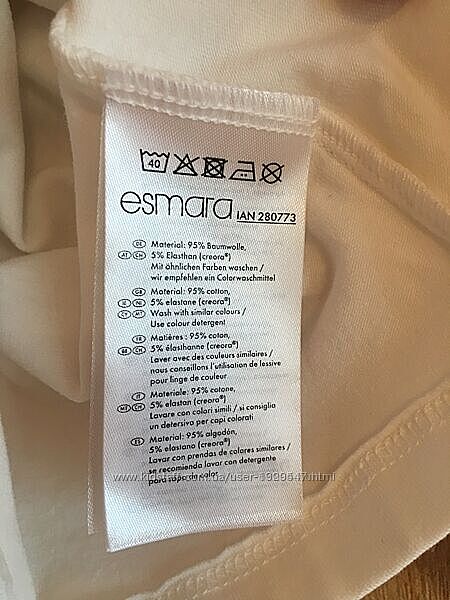 40
esmara IAN 280773
DE Material: 95% Baumwolle,
AT CH 5% Elasthan (creora®)
Mit ähnlichen Farben waschen /
wir empfehlen ein Colorwaschmittel
GB Material: 95% cotton,
IE 5% elastane (creora®)
CY MT Wash with similar colours /
Use colour detergent
FR Matières : 95% coton,
BE CH 5% élasthanne (creora®)
Laver avec des couleurs similaires /
nous conseillons l'utilisation de lessive
pour linge de couleur
IT Materiale: 95% cotone,
MT CH 5% elastan (creora®)
Lavare con colori simili / si consiglia
un detersivo per capi colorati
ES Material: 95% algodón,
5% elastano (creora®)
Lavar con prendas de colores similares /
se recomienda lavar con detergente
para ropa de color